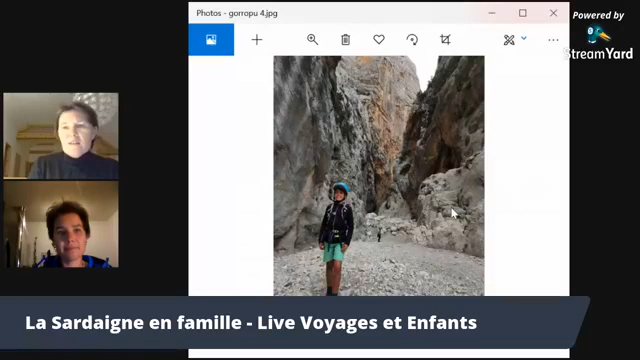 Photos - gorropu 4.jpg
Powered by
StreamYard
La Sardaigne en famille - Live Voyages et Enfants